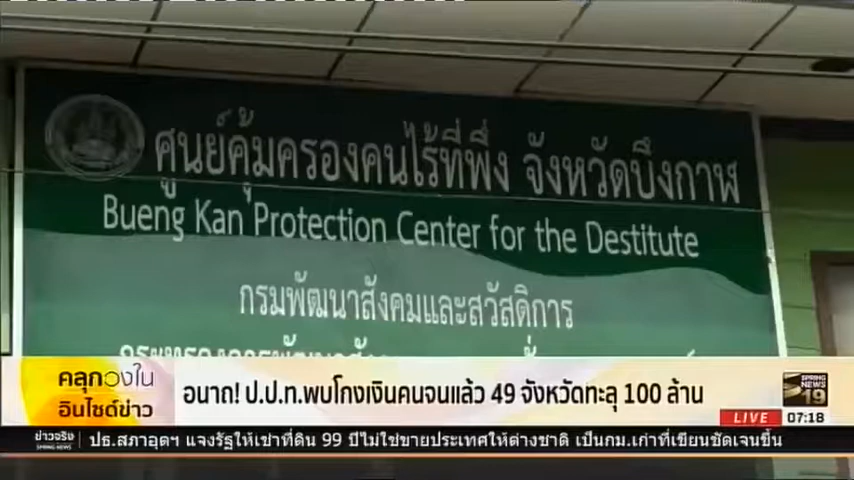 ศูนย์คุ้มครองคนไร้ที่พึ่ง จังหวัดบึงกาฬ
Bueng Kan Protection Center for the Destitute
กรมพัฒนาสังคมและสวัสดิการ
คลุกวงใน
อินไซด์ข่าว
อนาถ! ป.ป.ท.พบโกงเงินคนจนแล้ว 49 จังหวัดทะลุ 100 ล้าน
SPRING
NEWS
19
LIVE
07:18
ข่าวจริง
SPRING NEWS
ปธ.สภาอุตฯ แจงรัฐให้เช่าที่ดิน 99 ปีไม่ใช่ขายประเทศให้ต่างชาติ เป็นกม.เก่าที่เขียนชัดเจนขึ้น